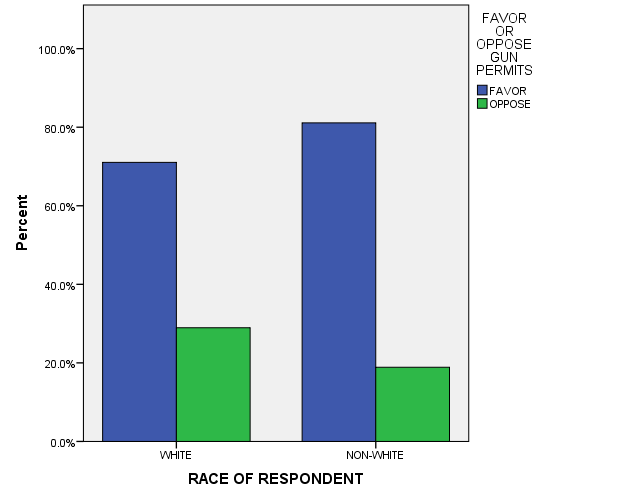 FAVOR
OR
OPPOSE
GUN
PERMITS
FAVOR
OPPOSE
100.0%
80.0%
60.0%
40.0%
20.0%
0.0%
Percent
WHITE
NON-WHITE
RACE OF RESPONDENT